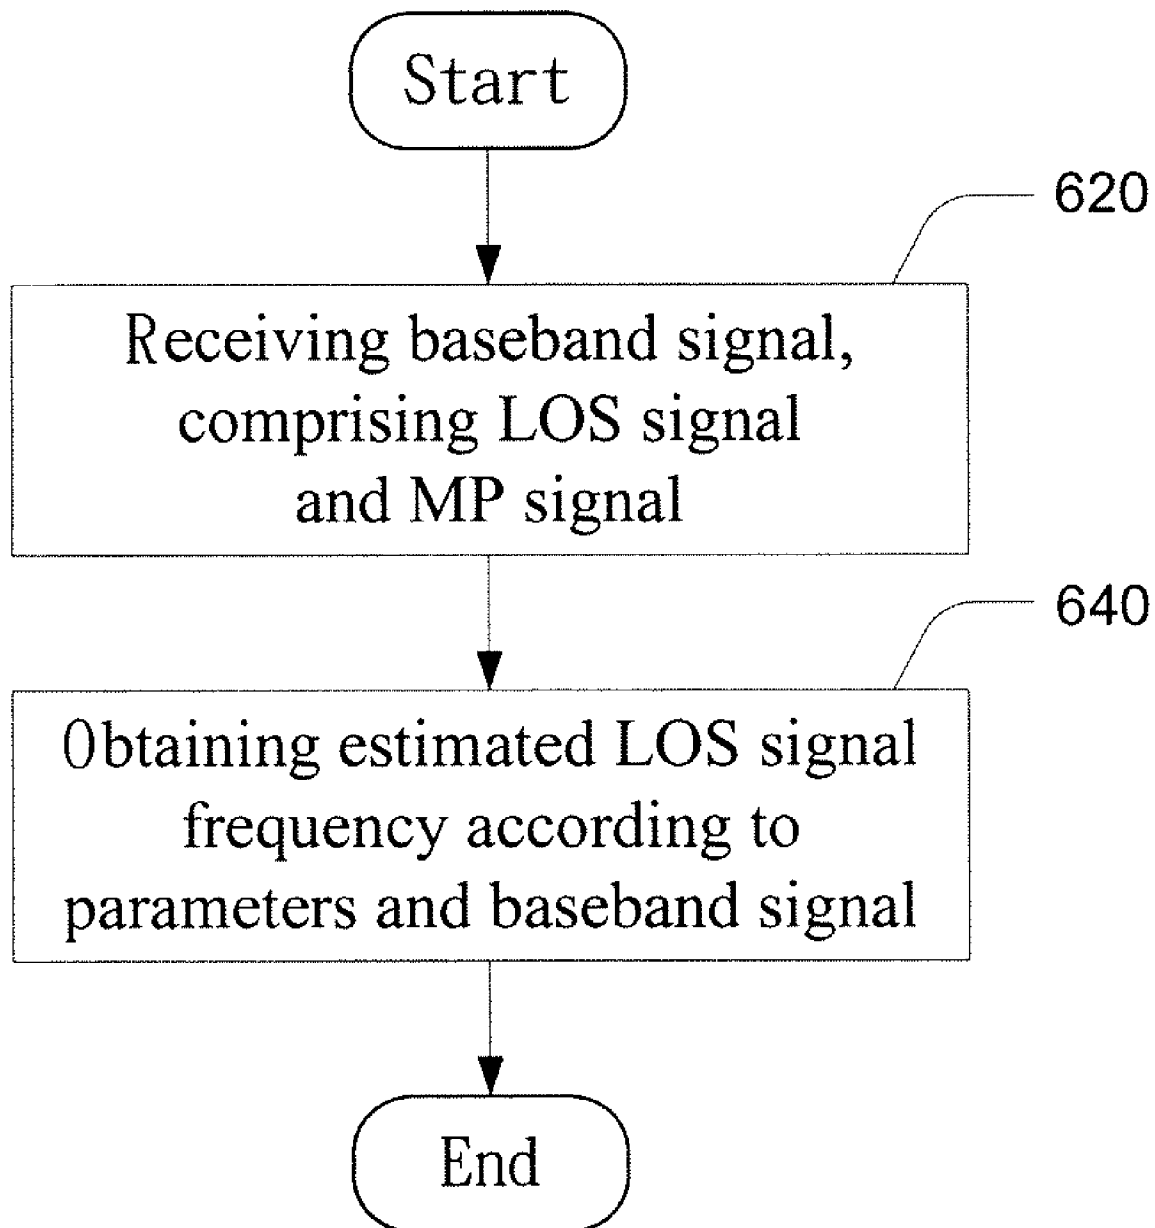 Start
620
Receiving baseband signal,
comprising LOS signal
and MP signal
640
Obtaining estimated LOS signal
frequency according to
parameters and baseband signal
End